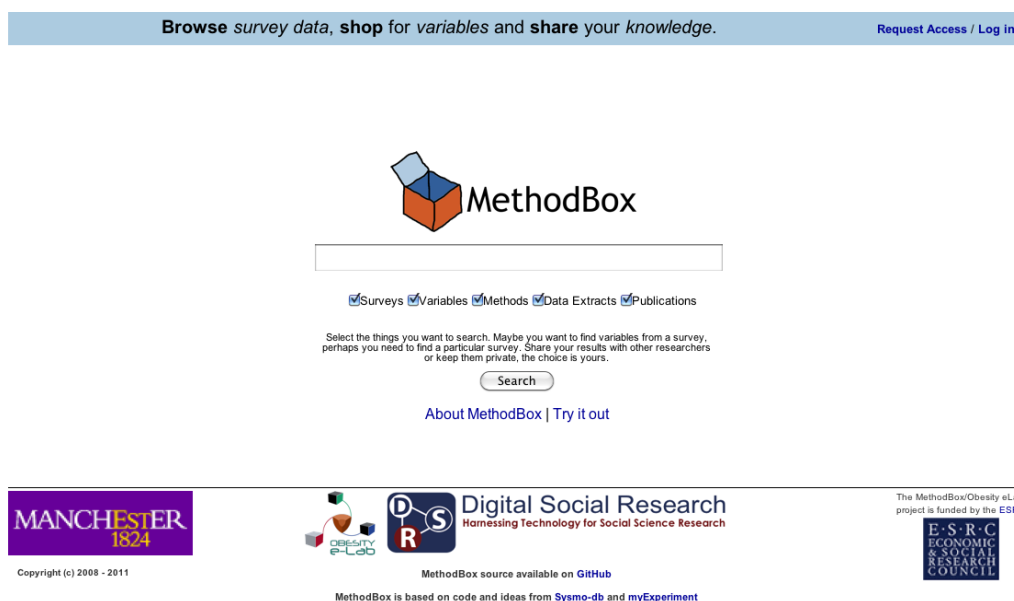 Browse survey data, shop for variables and share your knowledge.
Request Access / Log in
MethodBox
Surveys Variables Methods Data Extracts Publications
Select the things you want to search. Maybe you want to find variables from a survey,
perhaps you need to find a particular survey. Share your results with other researchers
or keep them private, the choice is yours.
Search
About MethodBox | Try it out
MANCHESTER
1824
Copyright (c) 2008 - 2011
OBESITY
e-Lab
D
S
R
Digital Social Research
Harnessing Technology for Social Science Research
MethodBox source available on GitHub
MethodBox is based on code and ideas from Sysmo-db and myExperiment
The MethodBox/Obesity eLa
project is funded by the ES
E·S·R·C
ECONOMIC
& SOCIAL
RESEARCH
COUNCIL